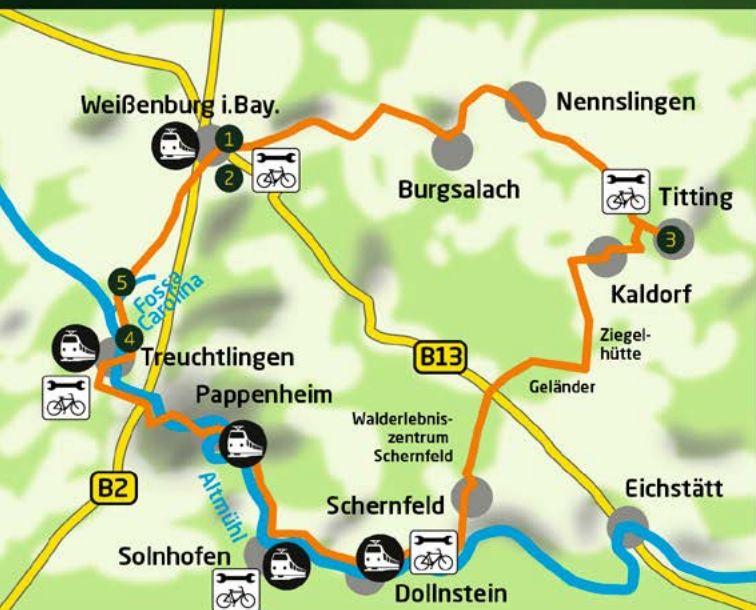 Weißenburg i.Bay.
1
2
Nennslingen
Burgsalach
Titting
3
Kaldorf
5
Fossa
Carolina
4
Treuchtlingen
Ziegel-
hütte
B13
Geländer
Pappenheim
Walderlebnis-
zentrum
Schernfeld
B2
Altmühl
Schernfeld
Eichstätt
Solnhofen
Dollnstein